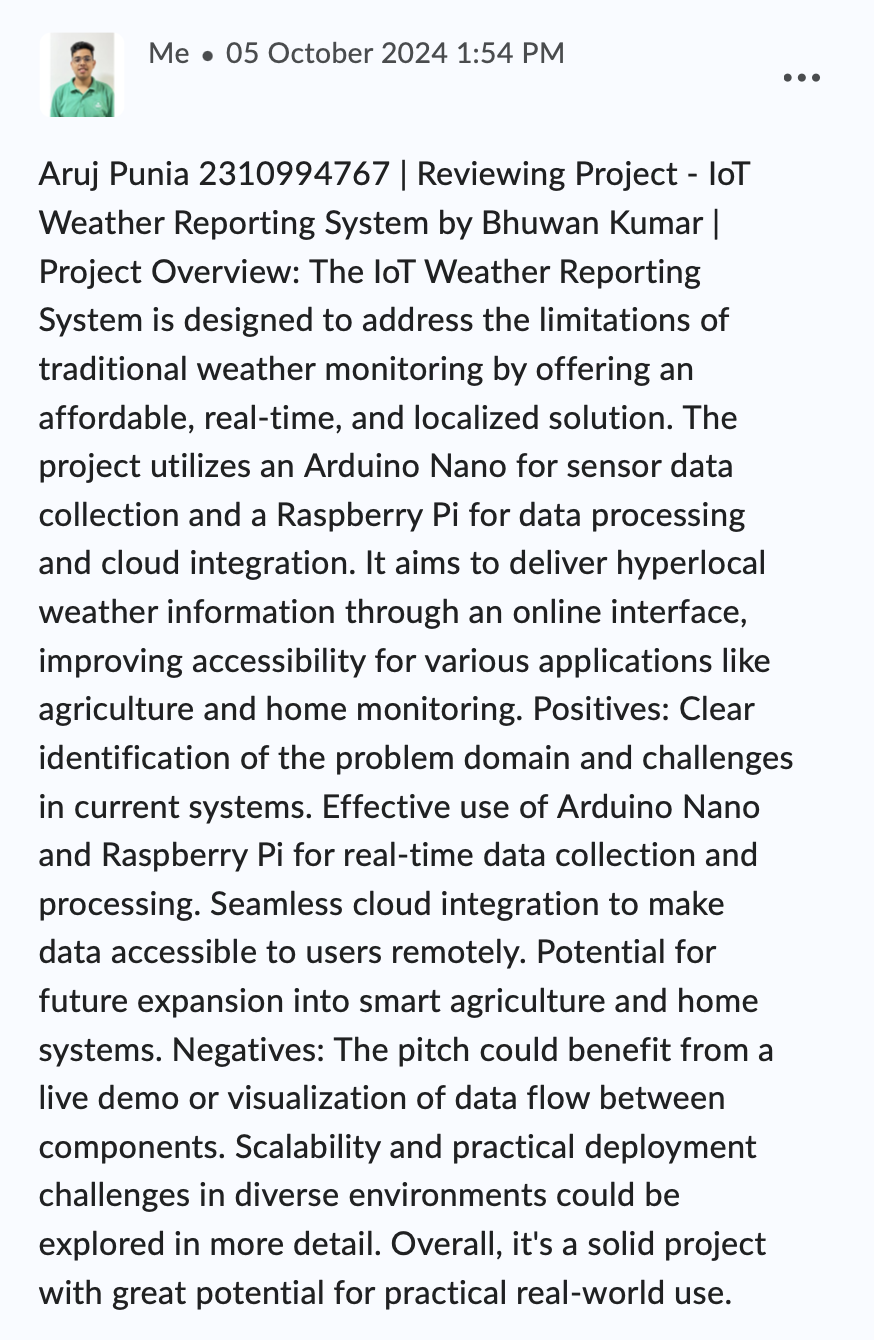 Me • 05 October 2024 1:54 PM
Aruj Punia 2310994767 | Reviewing Project - IoT
Weather Reporting System by Bhuwan Kumar |
Project Overview: The IoT Weather Reporting
System is designed to address the limitations of
traditional weather monitoring by offering an
affordable, real-time, and localized solution. The
project utilizes an Arduino Nano for sensor data
collection and a Raspberry Pi for data processing
and cloud integration. It aims to deliver hyperlocal
weather information through an online interface,
improving accessibility for various applications like
agriculture and home monitoring. Positives: Clear
identification of the problem domain and challenges
in current systems. Effective use of Arduino Nano
and Raspberry Pi for real-time data collection and
processing. Seamless cloud integration to make
data accessible to users remotely. Potential for
future expansion into smart agriculture and home
systems. Negatives: The pitch could benefit from a
live demo or visualization of data flow between
components. Scalability and practical deployment
challenges in diverse environments could be
explored in more detail. Overall, it's a solid project
with great potential for practical real-world use.